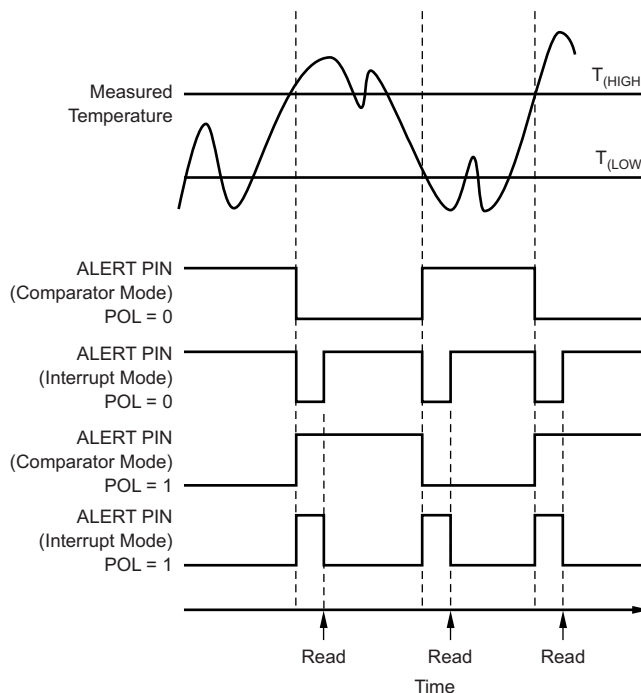 T(HIGH
Measured
Temperature
T(LOW
ALERT PIN
(Comparator Mode)
POL = 0
ALERT PIN
(Interrupt Mode)
POL = 0
ALERT PIN
(Comparator Mode)
POL = 1
ALERT PIN
(Interrupt Mode)
POL = 1
Read Read Read
Time